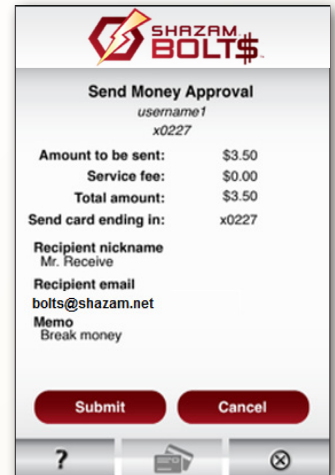 SHAZAM
BOLT$
Send Money Approval
username1
x0227
Amount to be sent: $3.50
Service fee: $0.00
Total amount: $3.50
Send card ending in: x0227
Recipient nickname
Mr. Receive
Recipient email
bolts@shazam.net
Memo
Break money
Submit Cancel
?